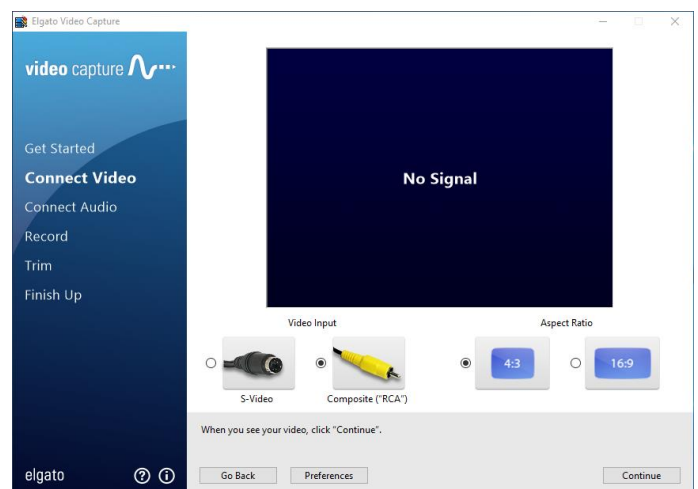 Elgato Video Capture
video capture
Get Started
Connect Video
Connect Audio
Record
Trim
Finish Up
elgato
No Signal
Video Input
Aspect Ratio
4:3
16:9
S-Video
Composite ("RCA")
When you see your video, click "Continue".
Go Back
Preferences
Continue